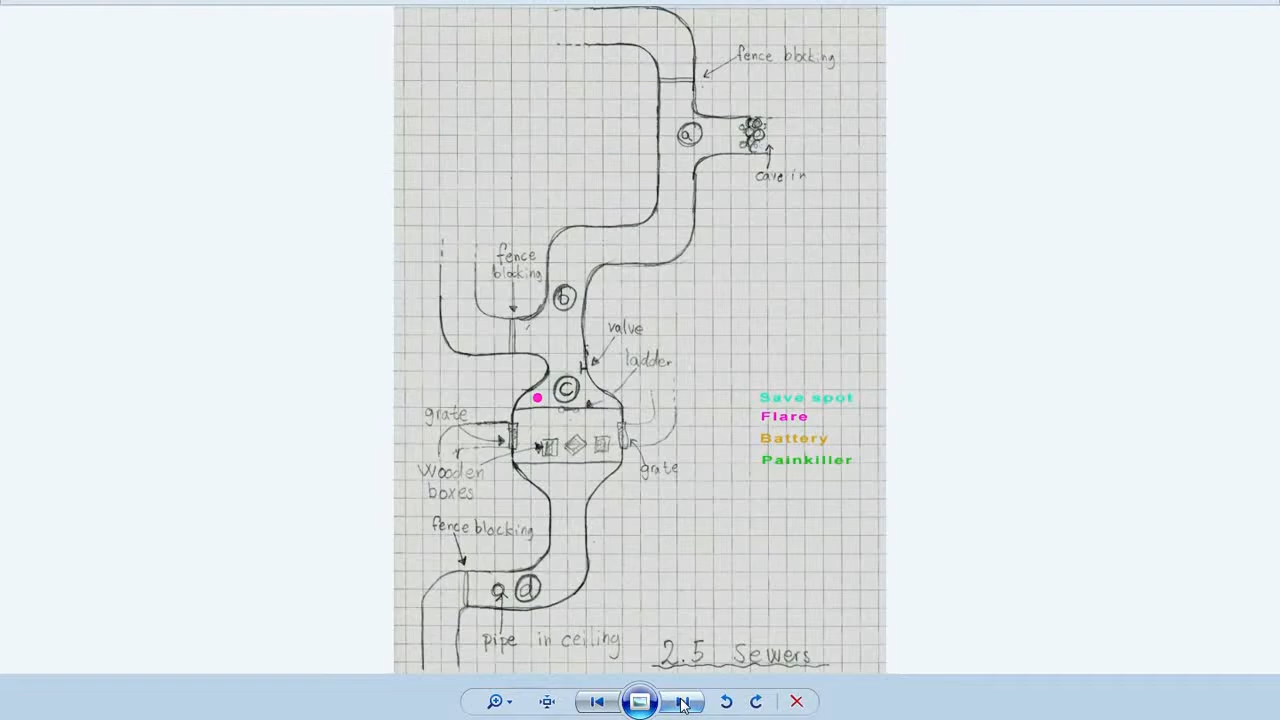 fence blocking
a
cave in
fence
blocking
b
valve
ladder
C
Save spot
Flare
grate
Battery
Painkiller
grate
Wooden
boxes
fence blocking
d
pipe in ceiling
2.5 Sewers